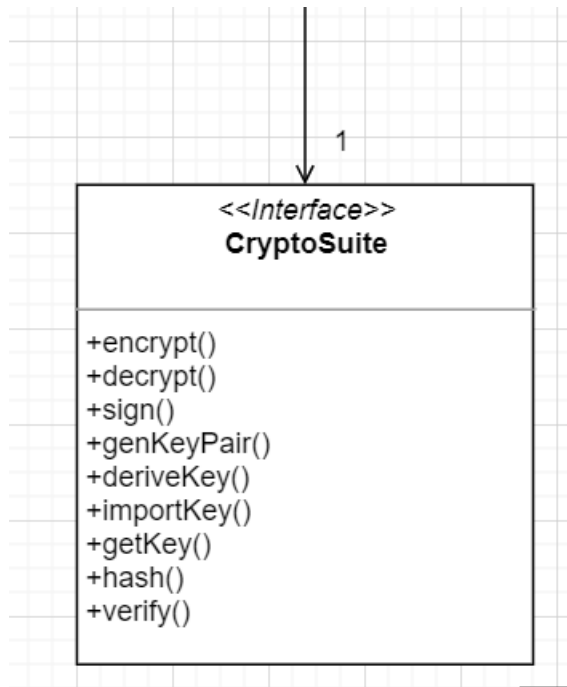 1
<<Interface>>
CryptoSuite
+encrypt()
+decrypt()
+sign()
+genKeyPair()
+deriveKey()
+importKey()
+getKey()
+hash()
+verify()